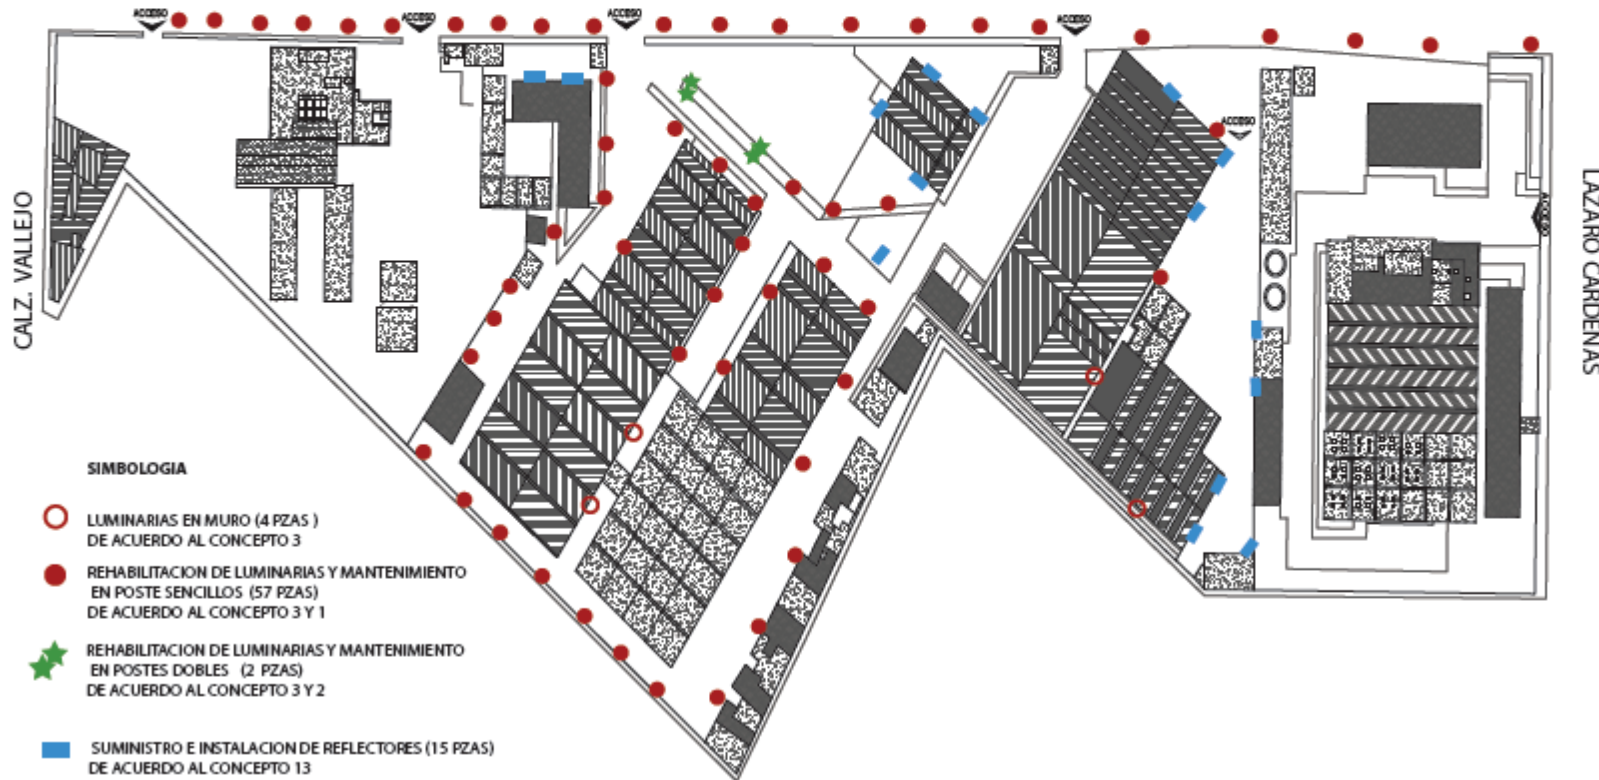 ACCESO
ACCESO
ACCESO
ACCESO
ACCESO
ACCESO
CALZ. VALLEJO
LAZARO CARDENAS
SIMBOLOGIA
LUMINARIAS EN MURO (4 PZAS )
DE ACUERDO AL CONCEPTO 3
REHABILITACION DE LUMINARIAS Y MANTENIMIENTO
EN POSTE SENCILLOS (57 PZAS)
DE ACUERDO AL CONCEPTO 3 Y 1
REHABILITACION DE LUMINARIAS Y MANTENIMIENTO
EN POSTES DOBLES (2 PZAS)
DE ACUERDO AL CONCEPTO 3 Y 2
SUMINISTRO E INSTALACION DE REFLECTORES (15 PZAS)
DE ACUERDO AL CONCEPTO 13